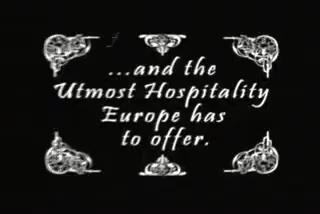 ...and the
Utmost Hospitality
Europe has
to offer.